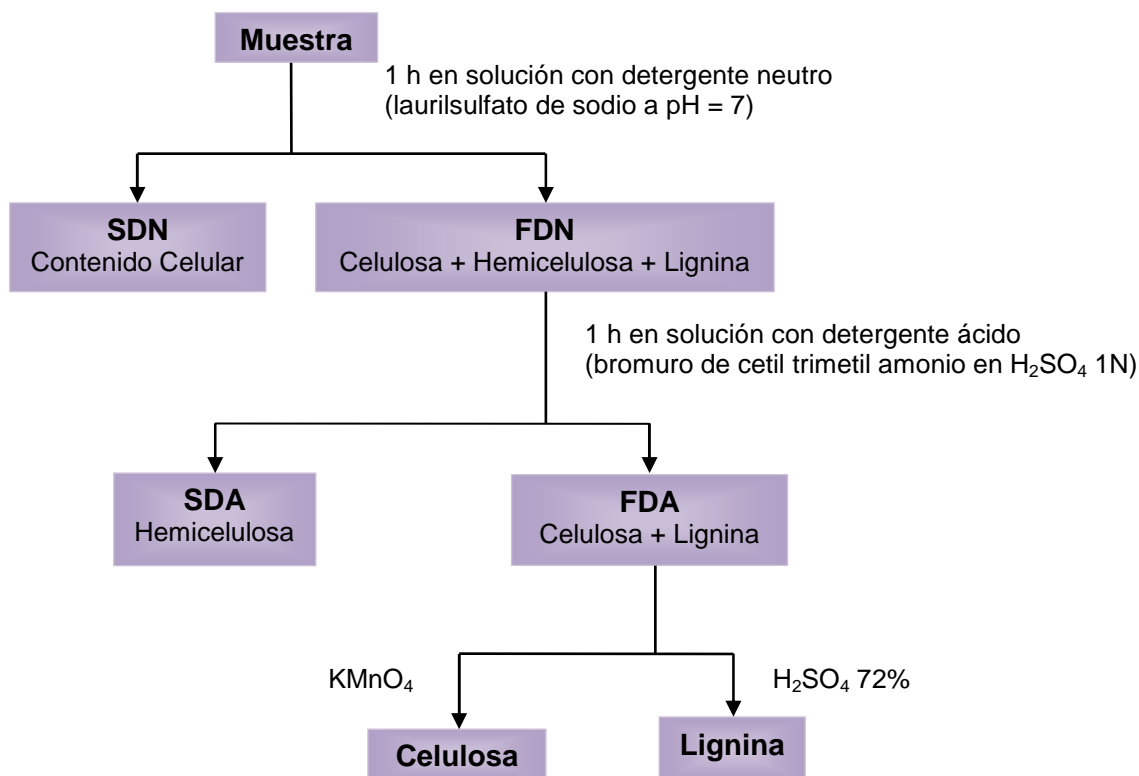 Muestra
1 h en solución con detergente neutro
(laurilsulfato de sodio a pH = 7)
SDN
Contenido Celular
FDN
Celulosa + Hemicelulosa + Lignina
1 h en solución con detergente ácido
(bromuro de cetil trimetil amonio en H₂SO₄ 1N)
SDA
Hemicelulosa
FDA
Celulosa + Lignina
KMnO₄
H₂SO₄ 72%
Celulosa
Lignina